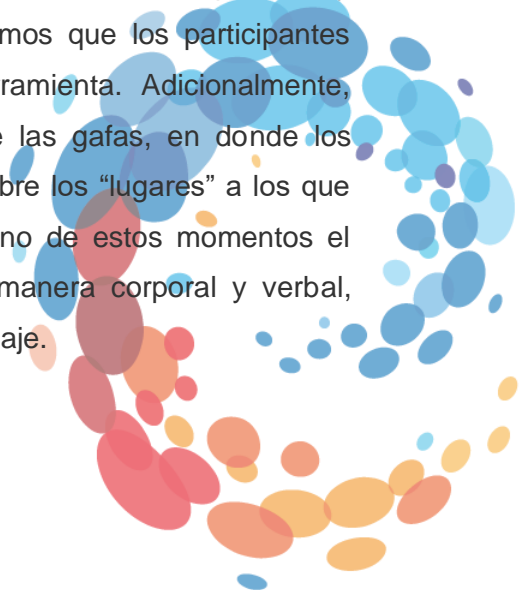 mos que los participantes
ramienta. Adicionalmente,
e las gafas, en donde los
bre los “lugares” a los que
no de estos momentos el
manera corporal y verbal,
aje.